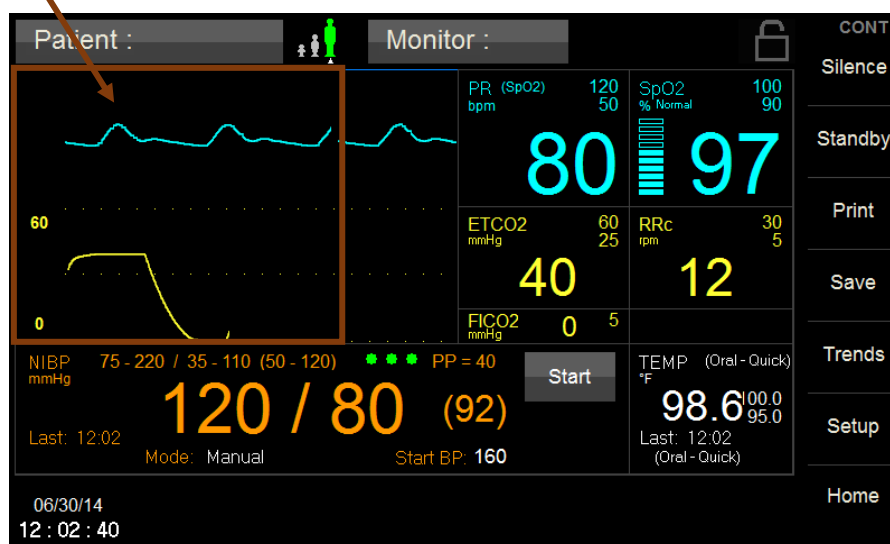 Patient :
Monitor :
CONT
Silence
Standby
Print
Save
Trends
Setup
Home
PR (SpO2) 120
bpm 50
80
SpO2 100
% Normal 90
97
60
0
ETCO2 60
mmHg 25
40
RRc 30
rpm 5
12
FICO2 5
mmHg 0
NIBP 75 - 220 / 35 - 110 (50 - 120) PP = 40
mmHg
120 / 80 (92)
Last: 12:02
Mode: Manual Start BP: 160
Start
TEMP (Oral - Quick)
°F
98.6 100.0
95.0
Last: 12:02
(Oral - Quick)
06/30/14
12 : 02 : 40